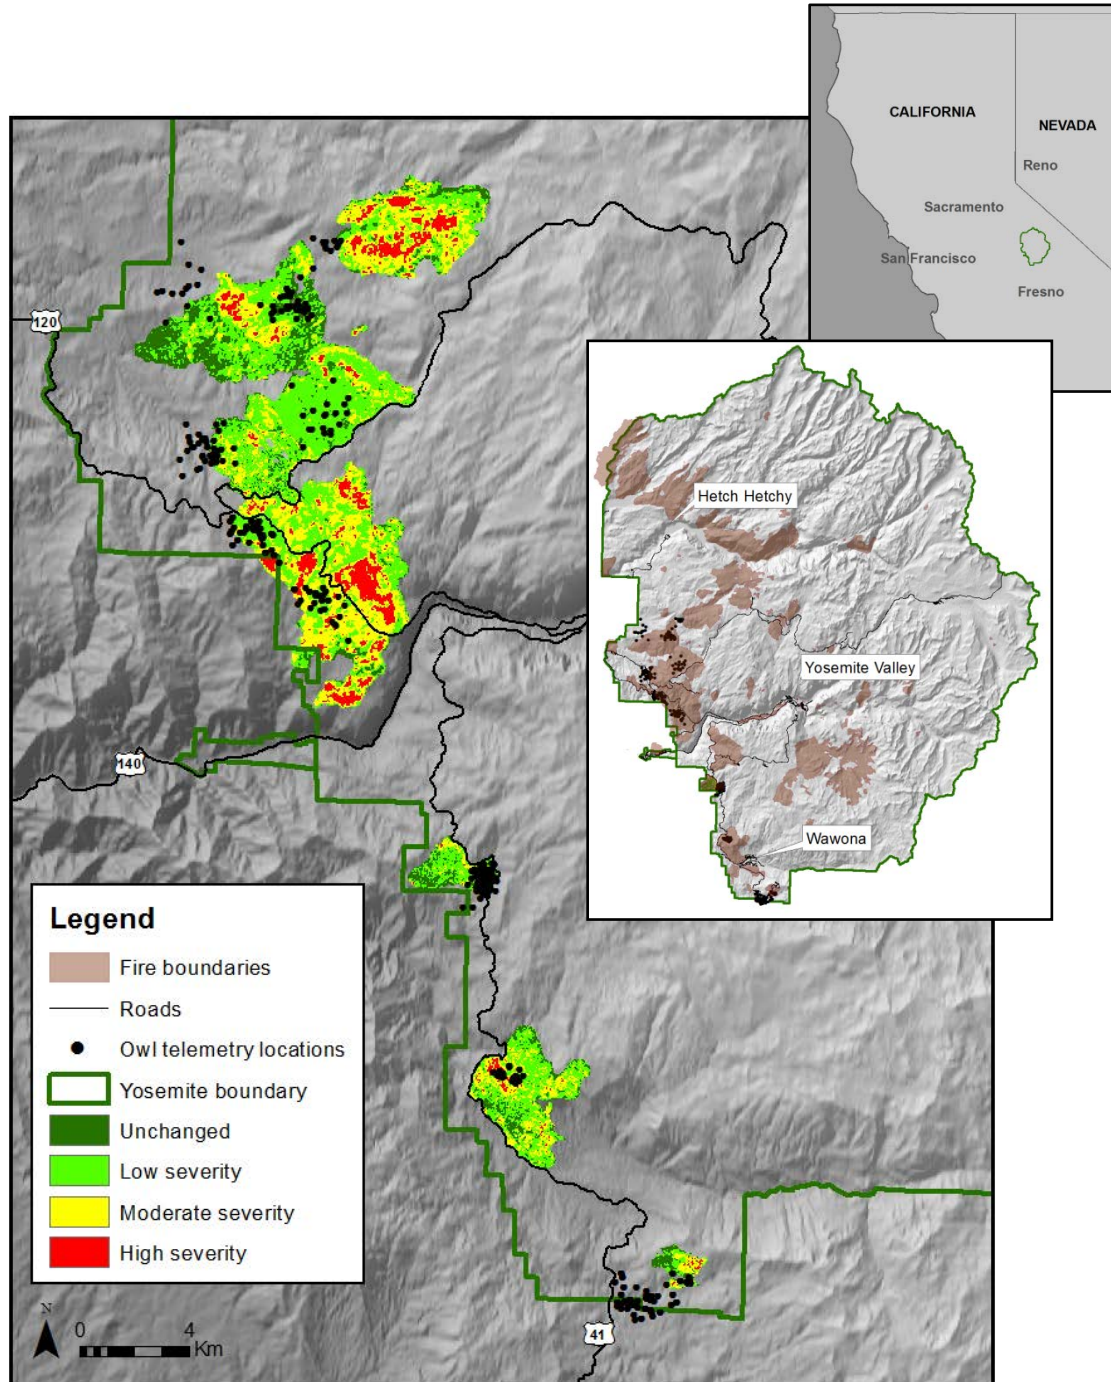 CALIFORNIA
NEVADA
Reno
Sacramento
San Francisco
Fresno
120
Hetch Hetchy
Yosemite Valley
Wawona
140
Legend
Fire boundaries
Roads
Owl telemetry locations
Yosemite boundary
Unchanged
Low severity
Moderate severity
High severity
N
0 4
Km
41